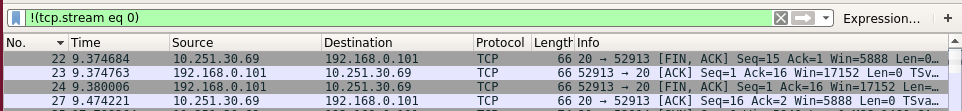 !(tcp.stream eq 0) Expression… +
No. Time Source Destination Protocol Length Info
22 9.374684 10.251.30.69 192.168.0.101 TCP 66 20 → 52913 [FIN, ACK] Seq=15 Ack=1 Win=5888 Len=0…
23 9.374763 192.168.0.101 10.251.30.69 TCP 66 52913 → 20 [ACK] Seq=1 Ack=16 Win=17152 Len=0 TSv…
24 9.380006 192.168.0.101 10.251.30.69 TCP 66 52913 → 20 [FIN, ACK] Seq=1 Ack=16 Win=17152 Len=0…
27 9.474221 10.251.30.69 192.168.0.101 TCP 66 20 → 52913 [ACK] Seq=16 Ack=2 Win=5888 Len=0 TSva…